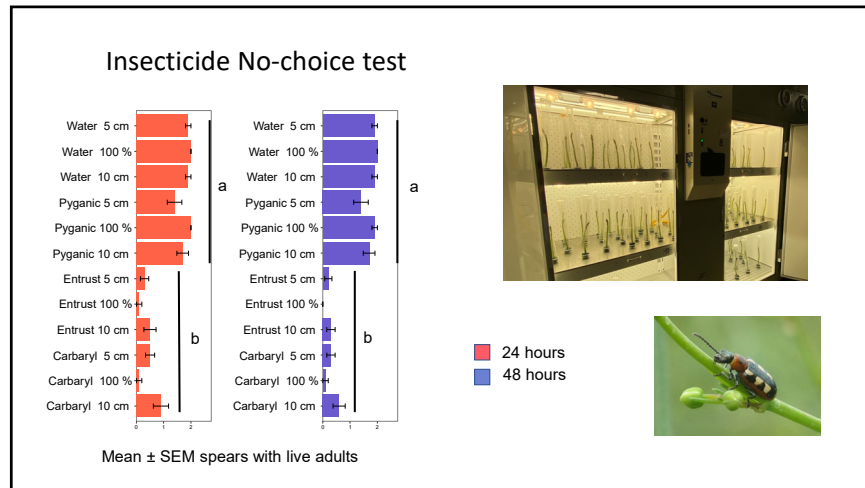 Insecticide No-choice test
Water 5 cm
Water 100 %
Water 10 cm
Pyganic 5 cm
Pyganic 100 %
Pyganic 10 cm
Entrust 5 cm
Entrust 100 %
Entrust 10 cm
Carbaryl 5 cm
Carbaryl 100 %
Carbaryl 10 cm
a
b
0 1 2
Water 5 cm
Water 100 %
Water 10 cm
Pyganic 5 cm
Pyganic 100 %
Pyganic 10 cm
Entrust 5 cm
Entrust 100 %
Entrust 10 cm
Carbaryl 5 cm
Carbaryl 100 %
Carbaryl 10 cm
a
b
0 1 2
Mean ± SEM spears with live adults
24 hours
48 hours